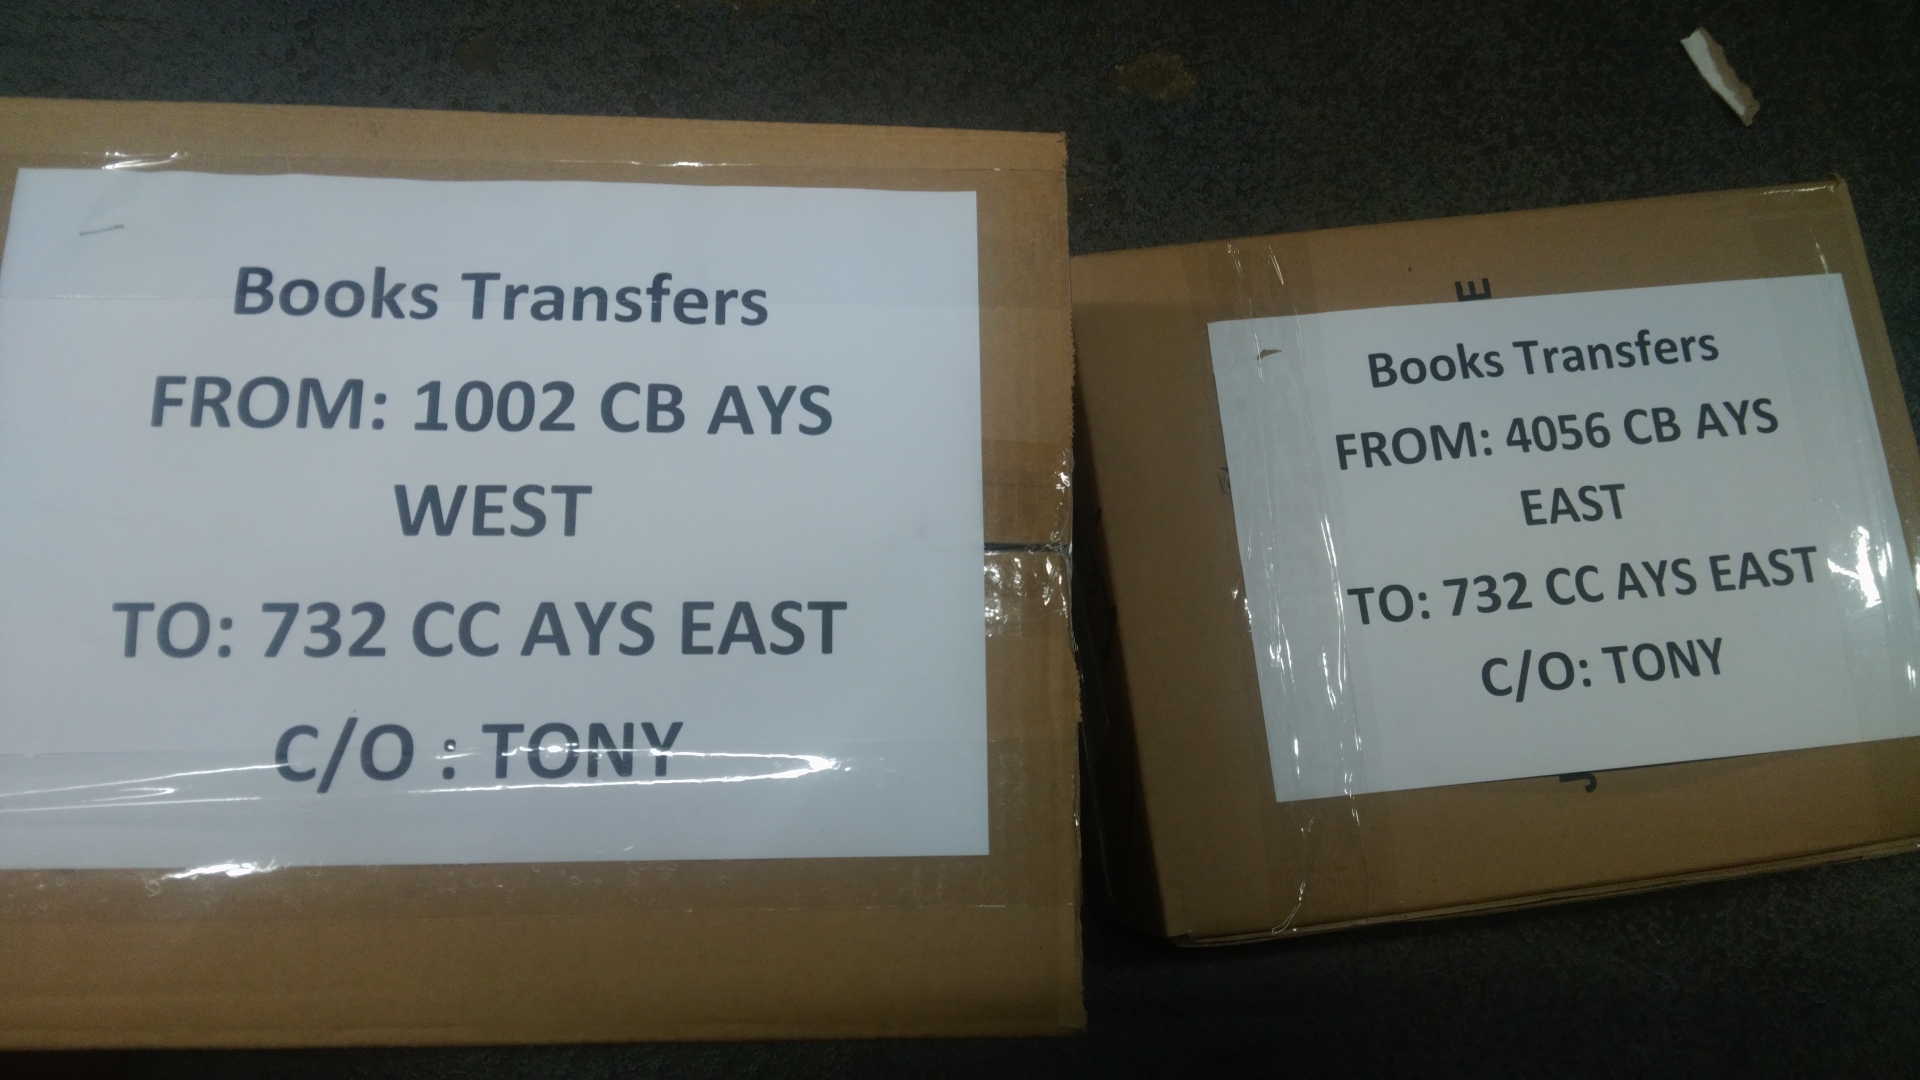 Books Transfers
FROM: 1002 CB AYS
WEST
TO: 732 CC AYS EAST
C/O : TONY
E
Books Transfers
FROM: 4056 CB AYS
EAST
TO: 732 CC AYS EAST
C/O: TONY
J